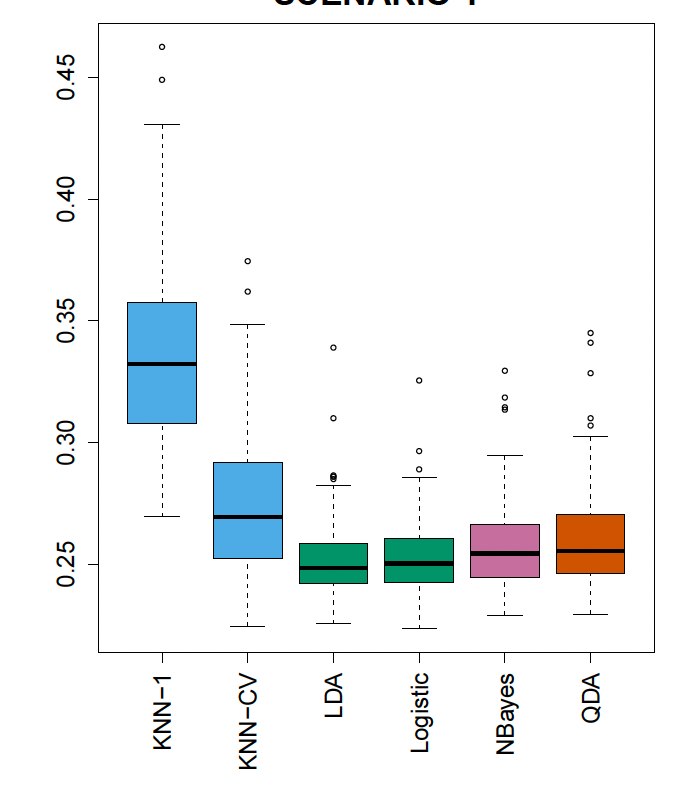 0.45
0.40
0.35
0.30
0.25
KNN−1
KNN−CV
LDA
Logistic
NBayes
QDA